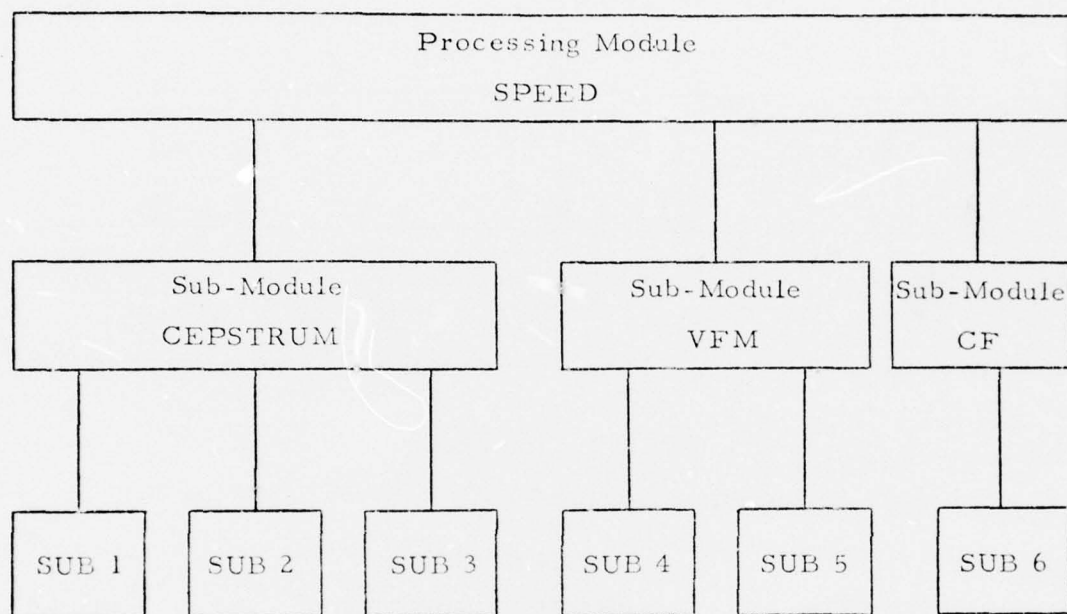 Processing Module
SPEED
Sub-Module
CEPSTRUM
Sub-Module
VFM
Sub-Module
CF
SUB 1
SUB 2
SUB 3
SUB 4
SUB 5
SUB 6